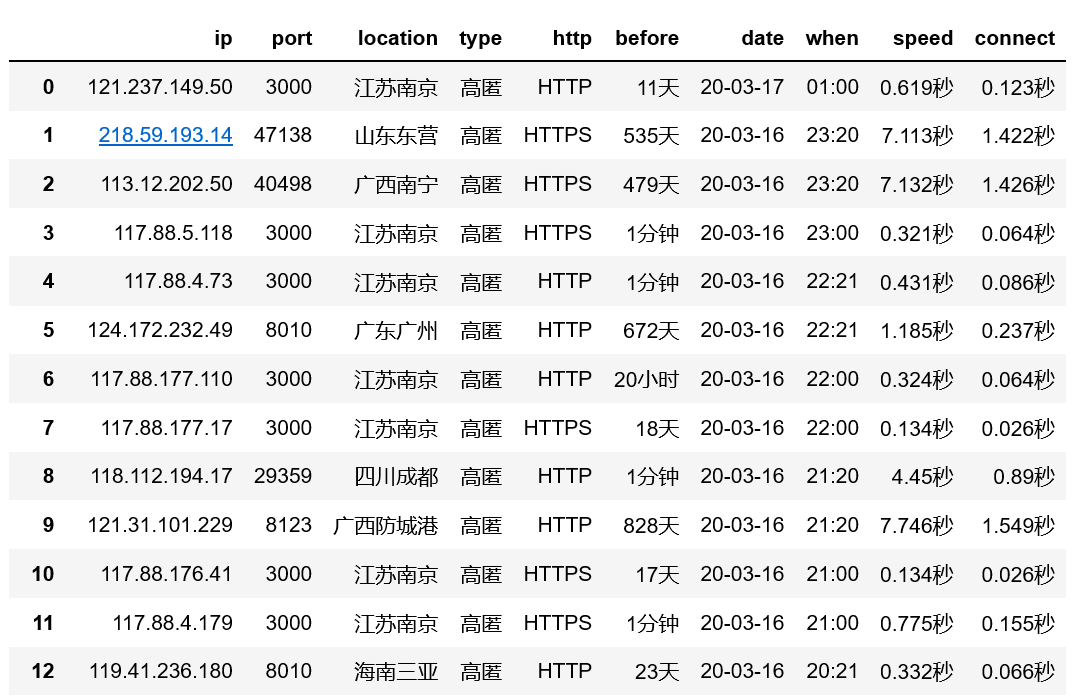 ip port location type http before date when speed connect
0 121.237.149.50 3000 江苏南京 高匿 HTTP 11天 20-03-17 01:00 0.619秒 0.123秒
1 218.59.193.14 47138 山东东营 高匿 HTTPS 535天 20-03-16 23:20 7.113秒 1.422秒
2 113.12.202.50 40498 广西南宁 高匿 HTTPS 479天 20-03-16 23:20 7.132秒 1.426秒
3 117.88.5.118 3000 江苏南京 高匿 HTTPS 1分钟 20-03-16 23:00 0.321秒 0.064秒
4 117.88.4.73 3000 江苏南京 高匿 HTTP 1分钟 20-03-16 22:21 0.431秒 0.086秒
5 124.172.232.49 8010 广东广州 高匿 HTTP 672天 20-03-16 22:21 1.185秒 0.237秒
6 117.88.177.110 3000 江苏南京 高匿 HTTP 20小时 20-03-16 22:00 0.324秒 0.064秒
7 117.88.177.17 3000 江苏南京 高匿 HTTPS 18天 20-03-16 22:00 0.134秒 0.026秒
8 118.112.194.17 29359 四川成都 高匿 HTTP 1分钟 20-03-16 21:20 4.45秒 0.89秒
9 121.31.101.229 8123 广西防城港 高匿 HTTP 828天 20-03-16 21:20 7.746秒 1.549秒
10 117.88.176.41 3000 江苏南京 高匿 HTTPS 17天 20-03-16 21:00 0.134秒 0.026秒
11 117.88.4.179 3000 江苏南京 高匿 HTTPS 1分钟 20-03-16 21:00 0.775秒 0.155秒
12 119.41.236.180 8010 海南三亚 高匿 HTTP 23天 20-03-16 20:21 0.332秒 0.066秒